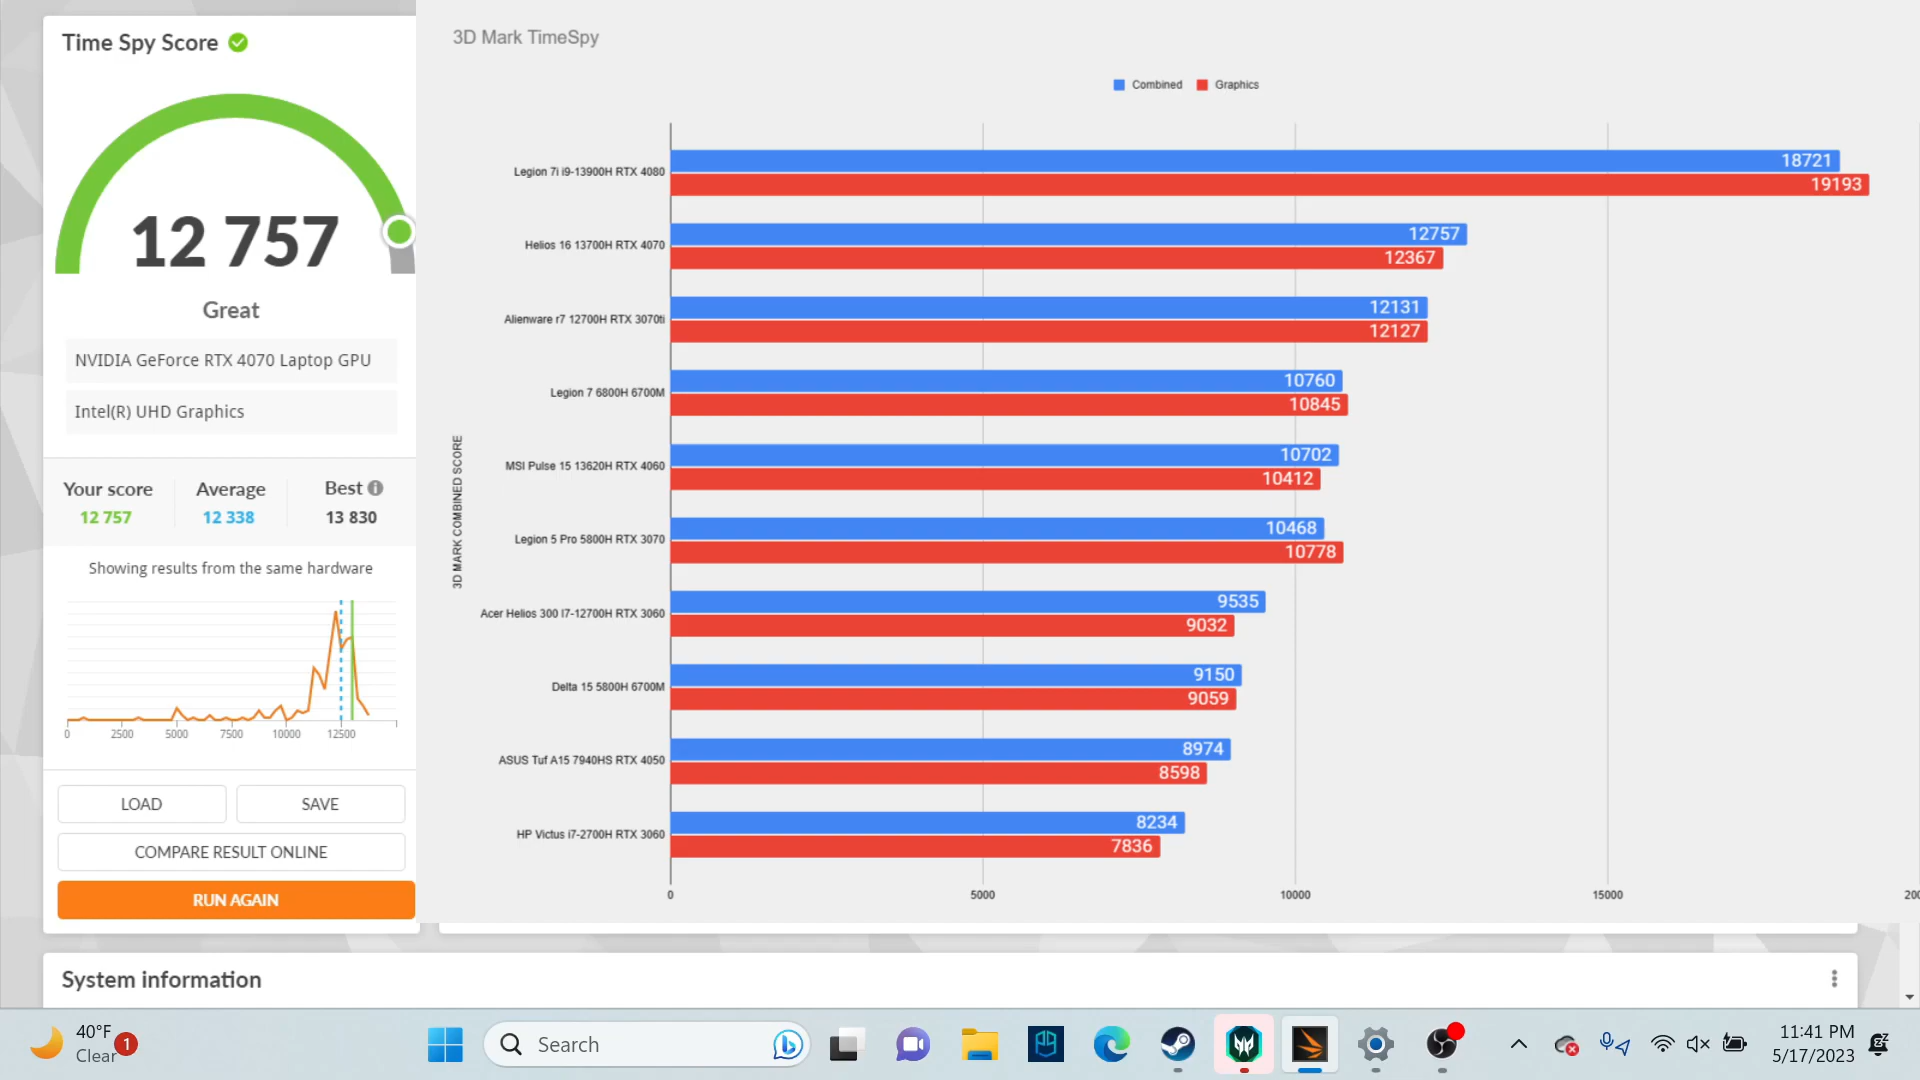 Time Spy Score
12 757
Great
NVIDIA GeForce RTX 4070 Laptop GPU
Intel(R) UHD Graphics
Your score
Average
Best
12 757
12 338
13 830
Showing results from the same hardware
0
2500
5000
7500
10000
12500
LOAD
SAVE
COMPARE RESULT ONLINE
RUN AGAIN
3D Mark TimeSpy
Combined
Graphics
3D MARK COMBINED SCORE
Legion 7i i9-13900H RTX 4080
18721
19193
Helios 16 13700H RTX 4070
12757
12367
Alienware r7 12700H RTX 3070ti
12131
12127
Legion 7 6800H 6700M
10760
10845
MSI Pulse 15 13620H RTX 4060
10702
10412
Legion 5 Pro 5800H RTX 3070
10468
10778
Acer Helios 300 I7-12700H RTX 3060
9535
9032
Delta 15 5800H 6700M
9150
9059
ASUS Tuf A15 7940HS RTX 4050
8974
8598
HP Victus i7-2700H RTX 3060
8234
7836
0
5000
10000
15000
200
System information
40°F
Clear
1
Search
11:41 PM
5/17/2023